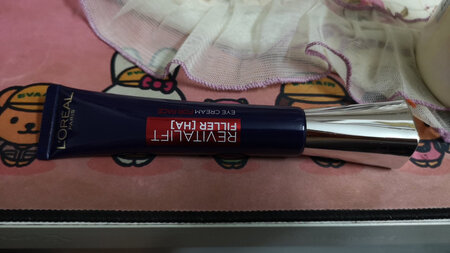 L'ORÉAL
PARIS
REVITALIFT
FILLER [HA]
EYE CREAM